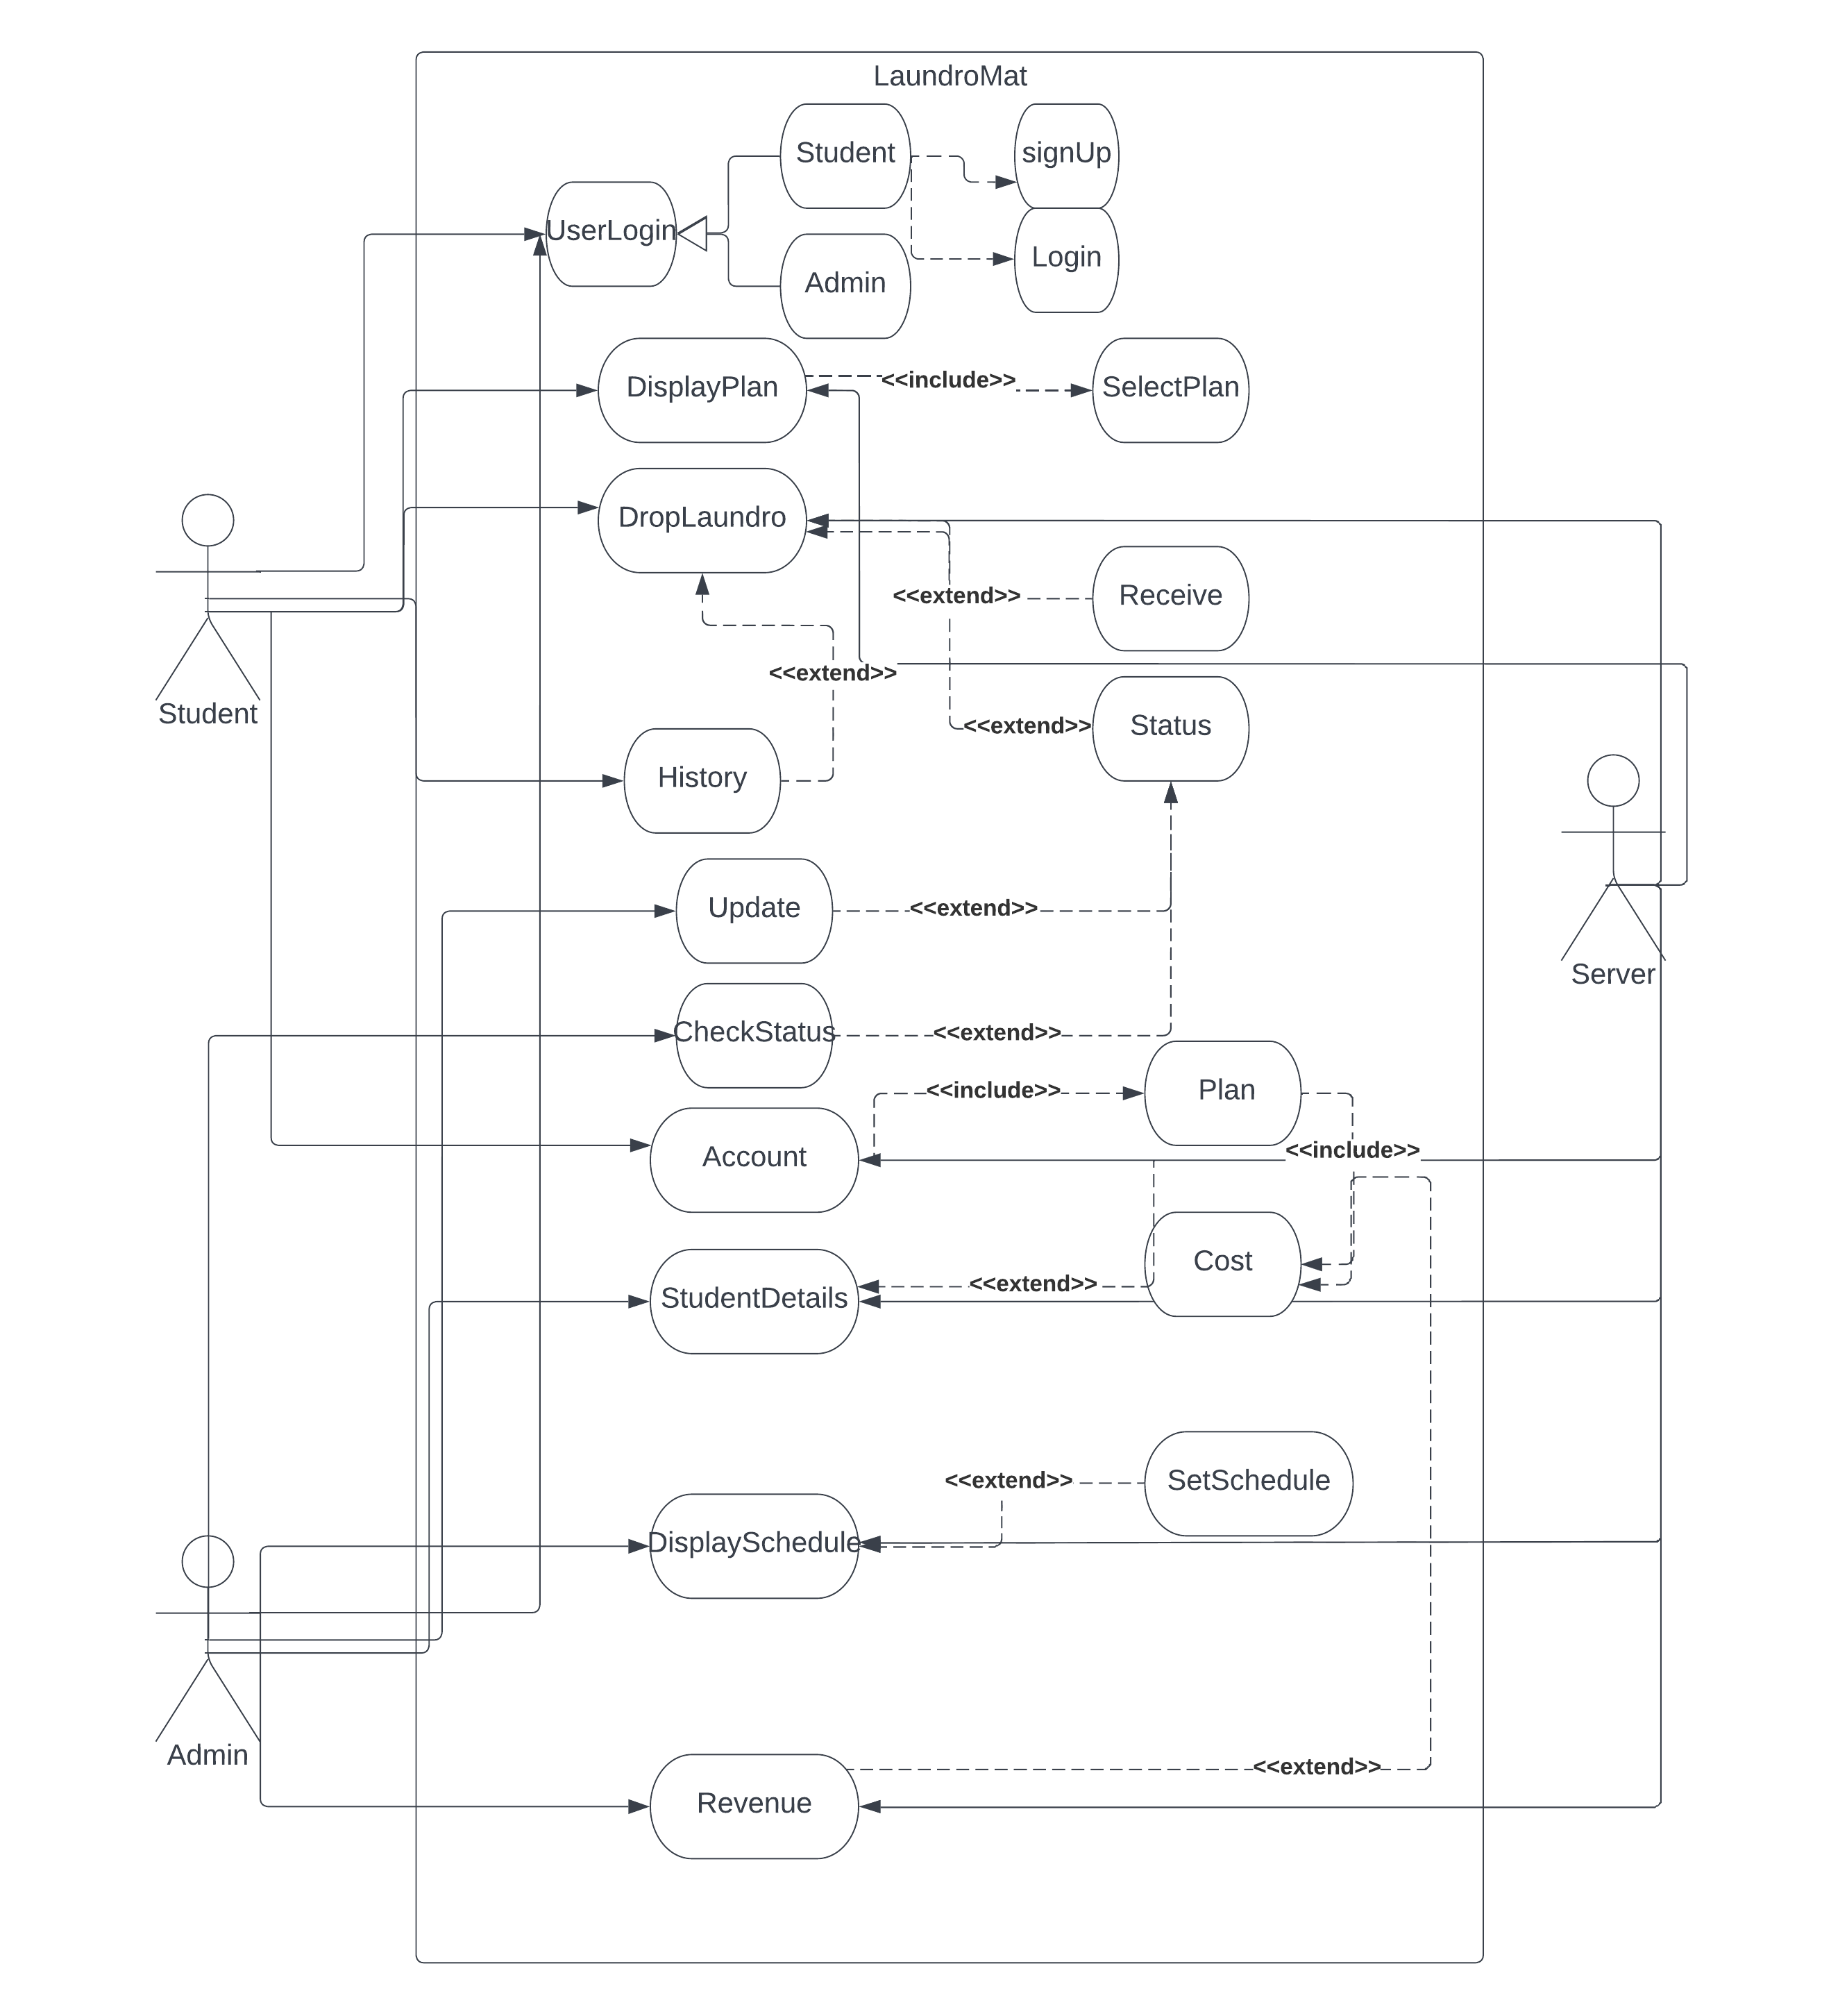 LaundroMat
Student
signUp
UserLogin
Login
Admin
DisplayPlan
<<include>>
SelectPlan
DropLaundro
<<extend>>
Receive
<<extend>>
Student
<<extend>>
Status
History
Update
<<extend>>
Server
CheckStatus
<<extend>>
<<include>>
Plan
Account
<<include>>
Cost
StudentDetails
<<extend>>
<<extend>>
SetSchedule
DisplaySchedule
Admin
<<extend>>
Revenue